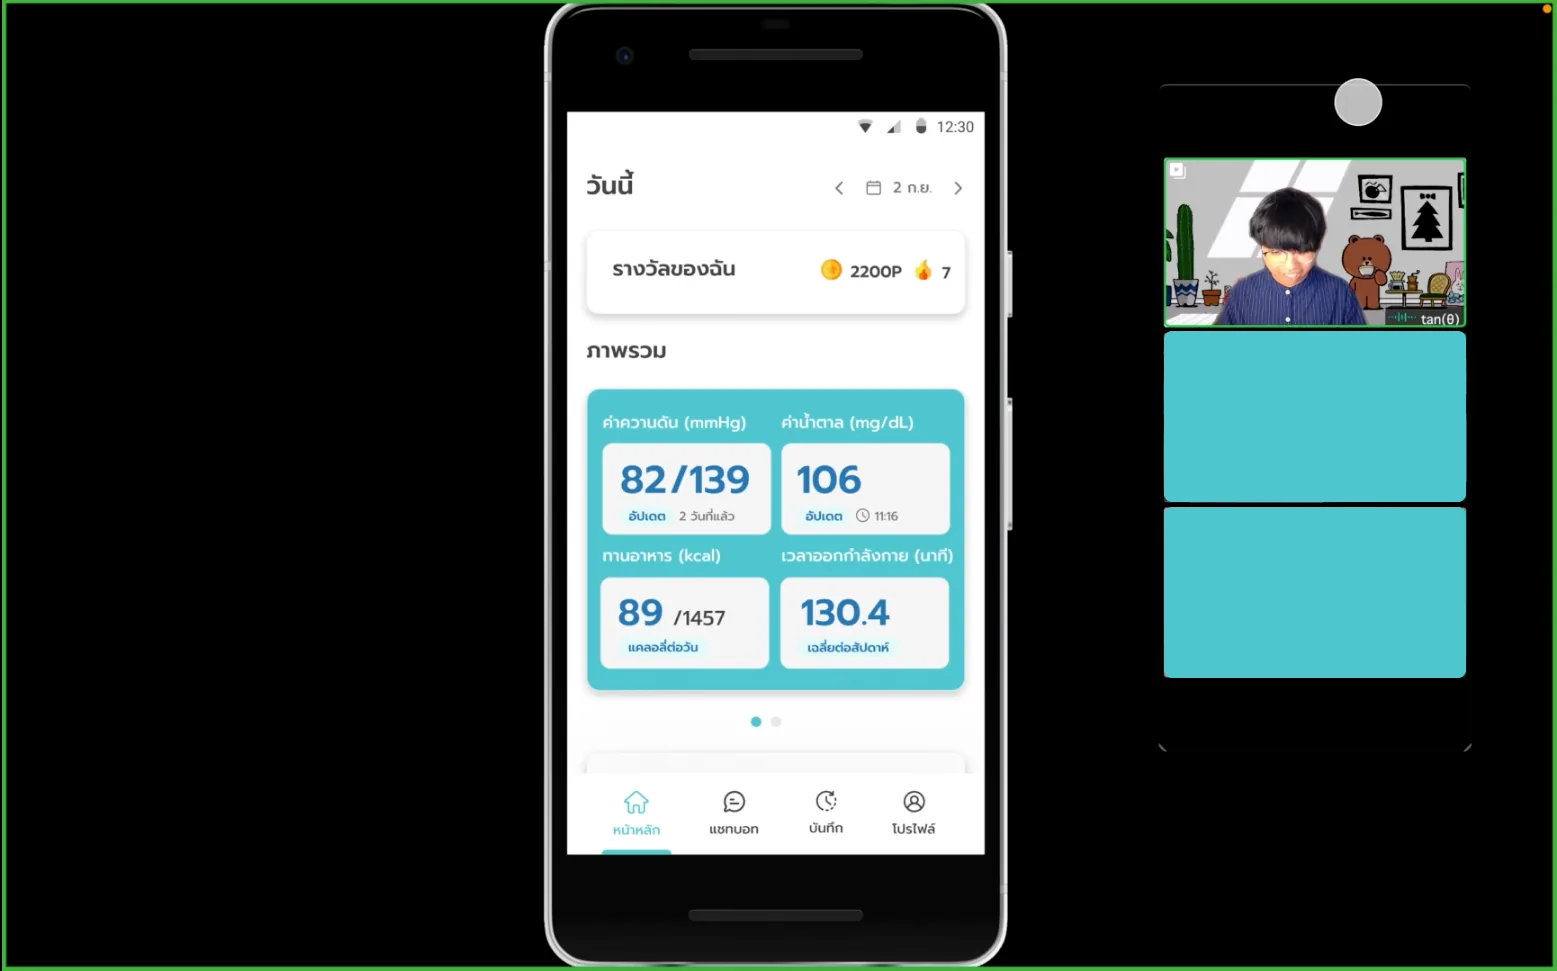 12:30
วันนี้
2 ก.ย.
รางวัลของฉัน
2200P
7
ภาพรวม
ค่าความดัน (mmHg)
ค่าน้ำตาล (mg/dL)
82/139
106
อัปเดต 2 วันที่แล้ว
อัปเดต 11:16
ทานอาหาร (kcal)
เวลาออกกำลังกาย (นาที)
89 /1457
130.4
แคลอลี่ต่อวัน
เฉลี่ยต่อสัปดาห์
หน้าหลัก
แชทบอท
บันทึก
โปรไฟล์
tan(θ)